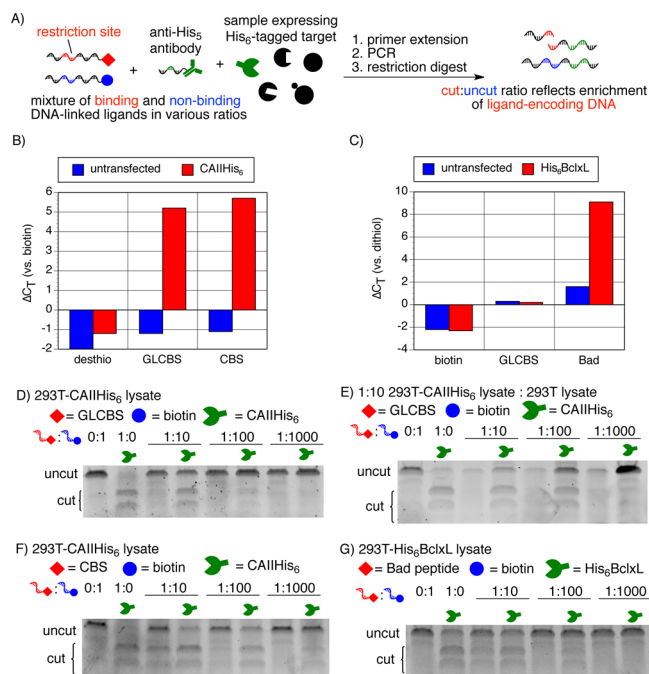 A)
restriction site
anti-His5
antibody
sample expressing
His6-tagged target
+
+
1. primer extension
2. PCR
3. restriction digest
mixture of binding and non-binding
DNA-linked ligands in various ratios
cut:uncut ratio reflects enrichment
of ligand-encoding DNA
B)
untransfected
CAIIHis6
ΔCT (vs. biotin)
6
5
4
3
2
1
0
-1
-2
desthio
GLCBS
CBS
C)
untransfected
His6BclxL
ΔCT (vs. dithiol)
10
8
6
4
2
0
-2
-4
biotin
GLCBS
Bad
D) 293T-CAIIHis6 lysate
= GLCBS
= biotin
= CAIIHis6
: 0:1 1:0 1:10 1:100 1:1000
uncut
cut
E) 1:10 293T-CAIIHis6 lysate : 293T lysate
= GLCBS
= biotin
= CAIIHis6
: 0:1 1:0 1:10 1:100 1:1000
uncut
cut
F) 293T-CAIIHis6 lysate
= CBS
= biotin
= CAIIHis6
: 0:1 1:0 1:10 1:100 1:1000
uncut
cut
G) 293T-His6BclxL lysate
= Bad peptide
= biotin
= His6BclxL
: 0:1 1:0 1:10 1:100 1:1000
uncut
cut